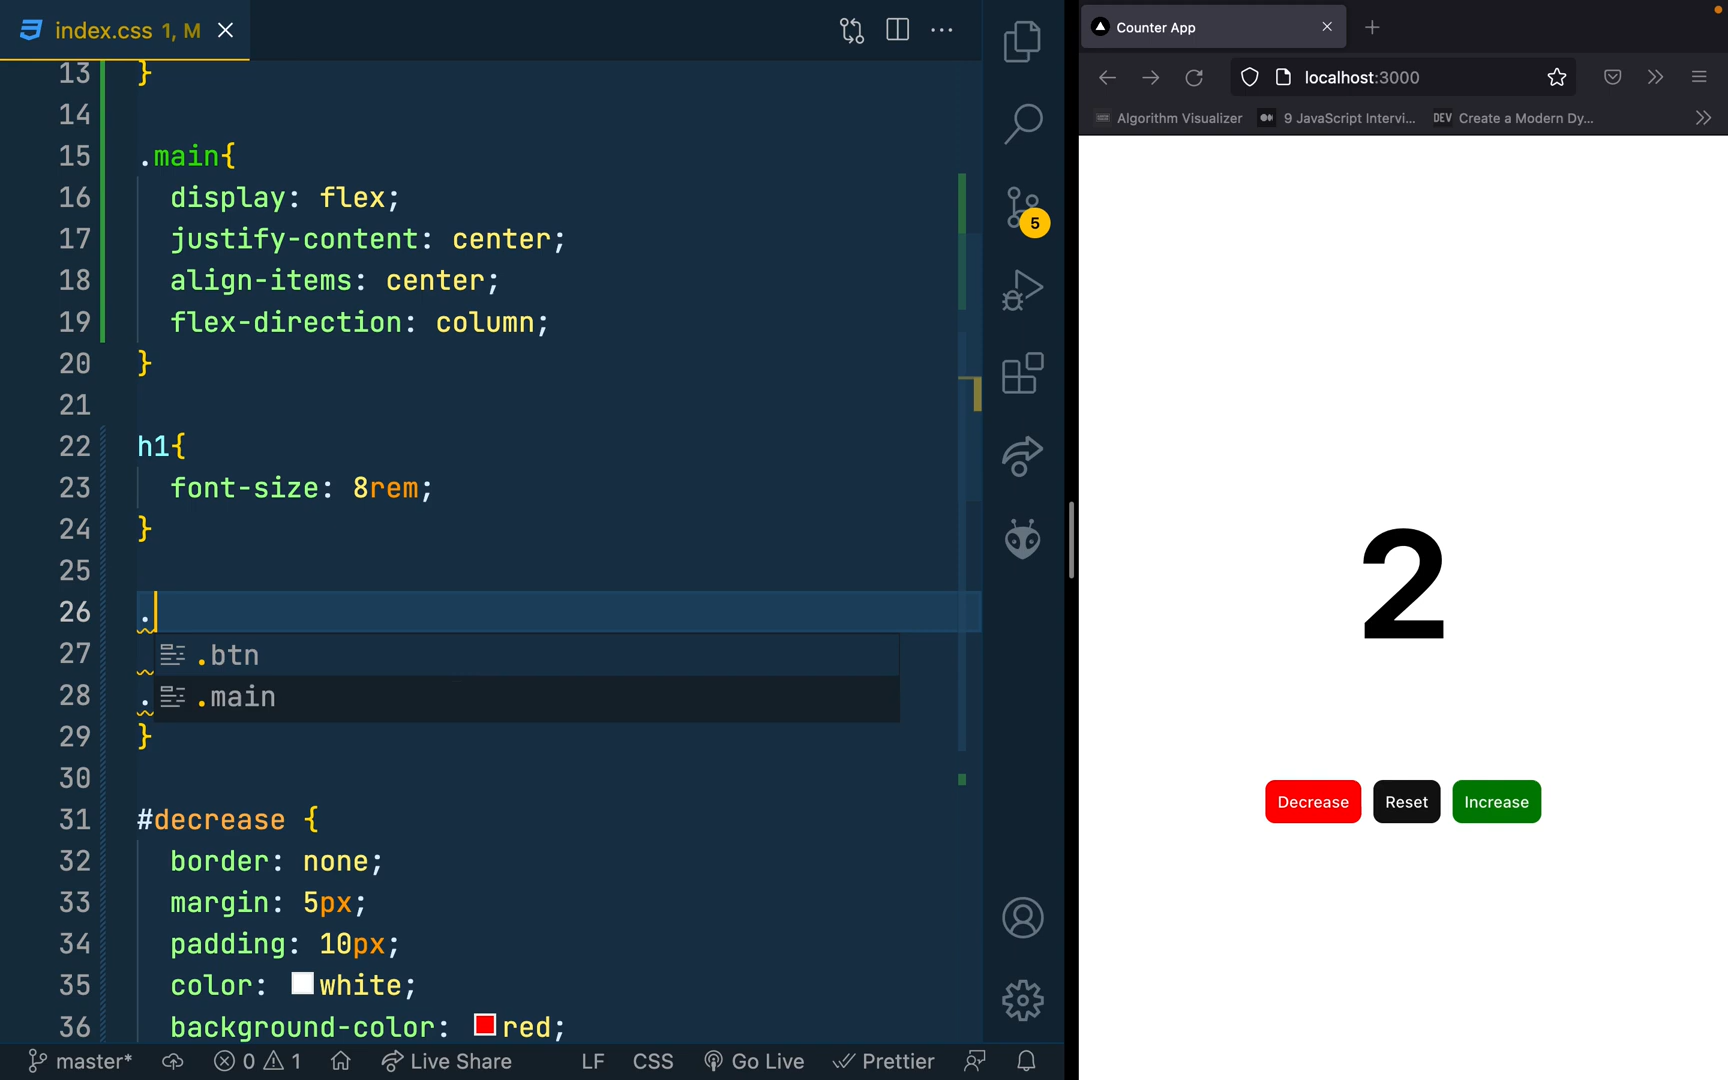 index.css 1, M
13 }
14
15 .main{
16 display: flex;
17 justify-content: center;
18 align-items: center;
19 flex-direction: column;
20 }
21
22 h1{
23 font-size: 8rem;
24 }
25
26 .
27 .btn
28 . .main
29 }
30
31 #decrease {
32 border: none;
33 margin: 5px;
34 padding: 10px;
35 color: white;
36 background-color: red;
master* 0 1 Live Share LF CSS Go Live Prettier
5
Counter App
localhost:3000
Algorithm Visualizer 9 JavaScript Intervi... DEV Create a Modern Dy...
2
Decrease Reset Increase